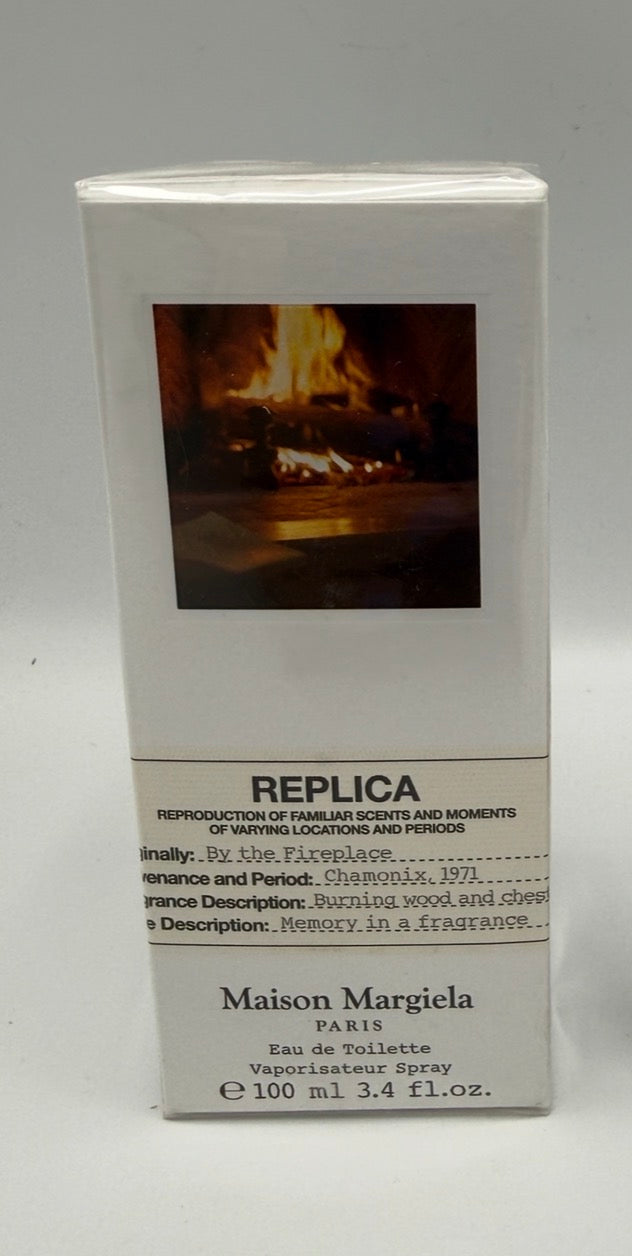 REPLICA
REPRODUCTION OF FAMILIAR SCENTS AND MOMENTS
OF VARYING LOCATIONS AND PERIODS
ginally: By the Fireplace
venance and Period: Chamonix, 1971
grance Description: Burning wood and chest
e Description: Memory in a fragrance
Maison Margiela
PARIS
Eau de Toilette
Vaporisateur Spray
℮ 100 ml 3.4 fl.oz.